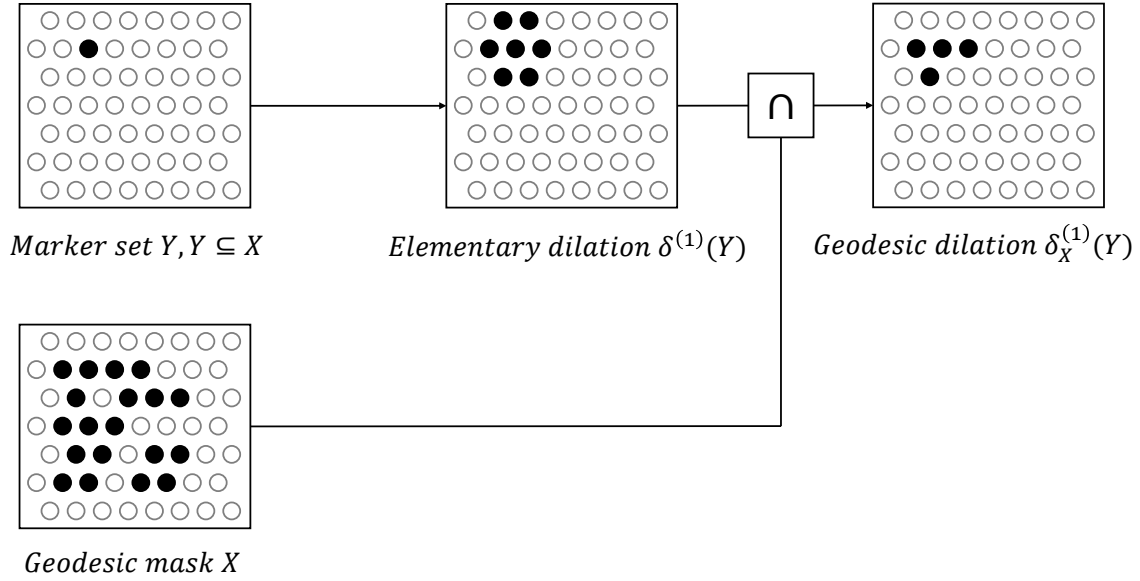 ∩
Marker set Y, Y ⊆ X
Elementary dilation δ⁽¹⁾(Y)
Geodesic dilation δ_X⁽¹⁾(Y)
Geodesic mask X